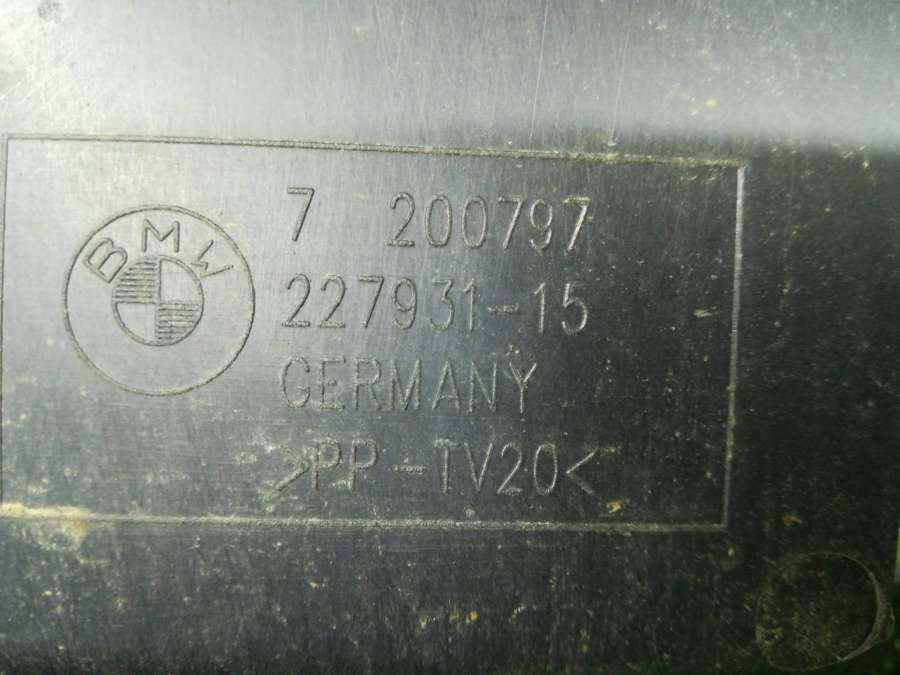 BMW
7 200797
227931-15
GERMANY
>PP-TV20<